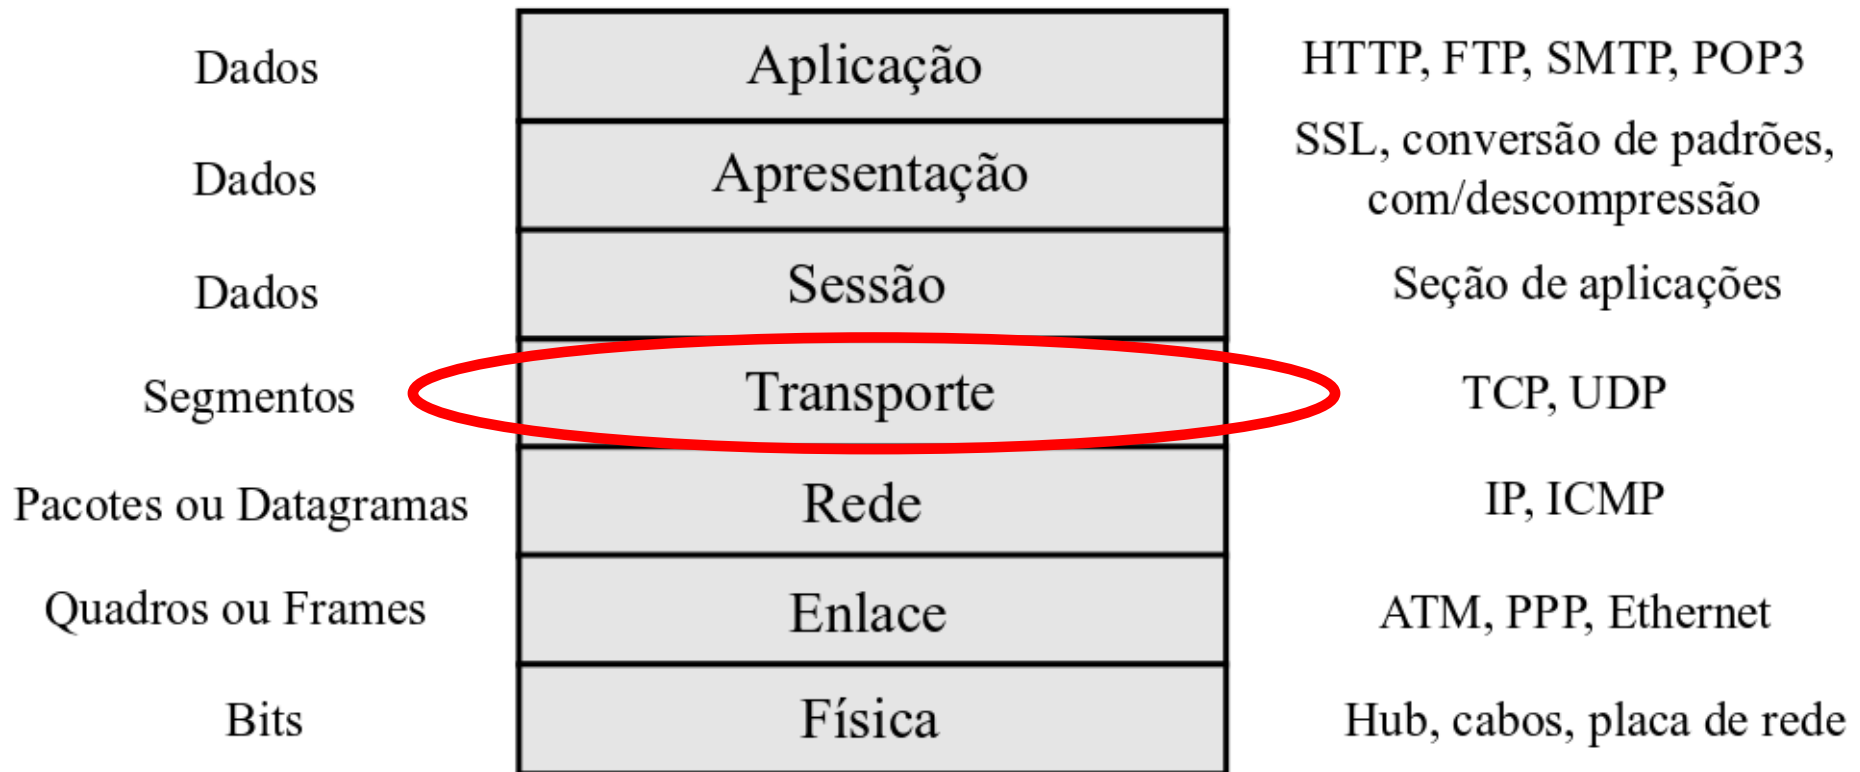 Dados Aplicação HTTP, FTP, SMTP, POP3
Dados Apresentação SSL, conversão de padrões,
com/descompressão
Dados Sessão Seção de aplicações
Segmentos Transporte TCP, UDP
Pacotes ou Datagramas Rede IP, ICMP
Quadros ou Frames Enlace ATM, PPP, Ethernet
Bits Física Hub, cabos, placa de rede